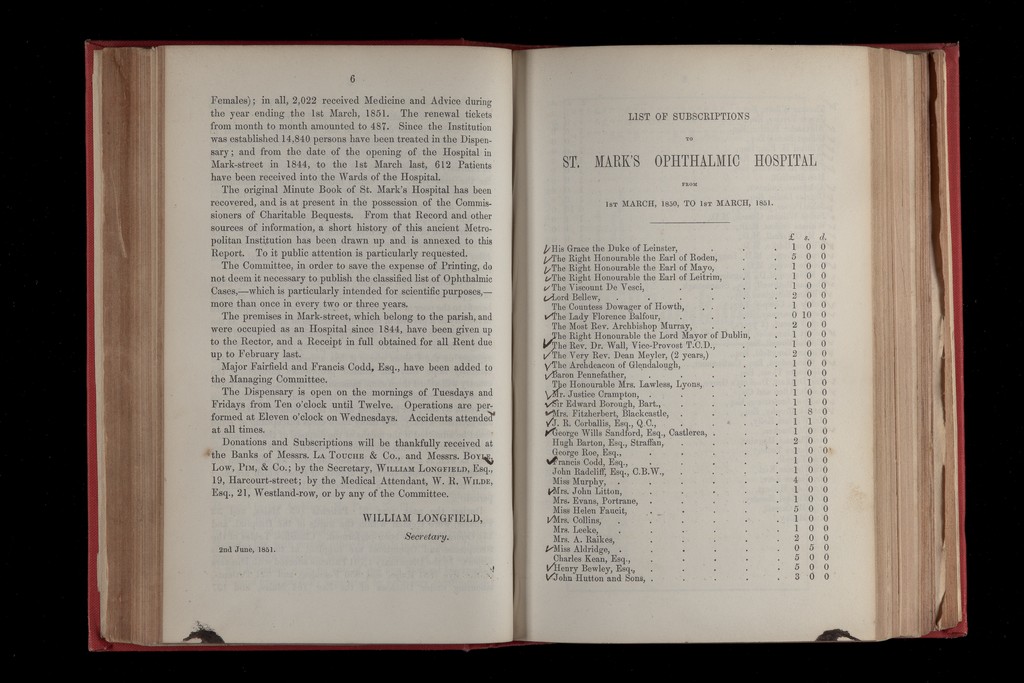 6
Females); in all, 2,022 received Medicine and Advice during
the year ending the 1st March, 1851. The renewal tickets
from month to month amounted to 487. Since the Institution
was established 14,840 persons have been treated in the Dispen-
sary; and from the date of the opening of the Hospital in
Mark-street in 1844, to the 1st March last, 612 Patients
have been received into the Wards of the Hospital.
The original Minute Book of St. Mark's Hospital has been
recovered, and is at present in the possession of the Commis-
sioners of Charitable Bequests. From that Record and other
sources of information, a short history of this ancient Metro-
politan Institution has been drawn up and is annexed to this
Report. To it public attention is particularly requested.
The Committee, in order to save the expense of Printing, do
not deem it necessary to publish the classified list of Ophthalmic
Cases,—which is particularly intended for scientific purposes,—
more than once in every two or three years.
The premises in Mark-street, which belong to the parish, and
were occupied as an Hospital since 1844, have been given up
to the Rector, and a Receipt in full obtained for all Rent due
up to February last.
Major Fairfield and Francis Codd, Esq., have been added to
the Managing Committee.
The Dispensary is open on the mornings of Tuesdays and
Fridays from Ten o'clock until Twelve. Operations are per-
formed at Eleven o'clock on Wednesdays. Accidents attended
at all times.
Donations and Subscriptions will be thankfully received at
the Banks of Messrs. La Touche & Co., and Messrs. Boyle,
Low, Pim, & Co.; by the Secretary, William Longfield, Esq.,
19, Harcourt-street; by the Medical Attendant, W. R. Wilde,
Esq., 21, Westland-row, or by any of the Committee.
WILLIAM LONGFIELD,
Secretary.
2nd June, 1851.
LIST OF SUBSCRIPTIONS
TO
ST. MARK'S OPHTHALMIC HOSPITAL
FROM
1st MARCH, 1850, TO 1st MARCH, 1851.
£ s. d.
His Grace the Duke of Leinster, . . . 1 0 0
The Right Honourable the Earl of Roden, . . 5 0 0
The Right Honourable the Earl of Mayo, . . 1 0 0
The Right Honourable the Earl of Leitrim, . . 1 0 0
The Viscount De Vesci, . . . . 1 0 0
Lord Bellew, . . . . . 2 0 0
The Countess Dowager of Howth, . . . . 1 0 0
The Lady Florence Balfour, . . . . 0 10 0
The Most Rev. Archbishop Murray, . . . 2 0 0
The Right Honourable the Lord Mayor of Dublin, . 1 0 0
The Rev. Dr. Wall, Vice-Provost T.C.D., . . 1 0 0
The Very Rev. Dean Meyler, (2 years,) . . 2 0 0
The Archdeacon of Glendalough, . . . 1 0 0
Baron Pennefather, . . . . . 1 0 0
The Honourable Mrs. Lawless, Lyons, . . . 1 1 0
Mr. Justice Crampton, . . . . . 1 0 0
Sir Edward Borough, Bart., . . . . 1 1 0
Mrs. Fitzherbert, Blackcastle, . . . . 1 8 0
J. R. Corballis, Esq., Q.C., . . . . 1 1 0
George Wills Sandford, Esq., Castlerea, . . . 1 0 0
Hugh Barton, Esq., Straffan, . . . . 2 0 0
George Roe, Esq., . . . . . 1 0 0
Francis Codd, Esq., . . . . . 1 0 0
John Radcliff, Esq., C.B.W., . . . . 1 0 0
Miss Murphy, . . . . . . 4 0 0
Mrs. John Litton, . . . . . 1 0 0
Mrs. Evans, Portrane, . . . . . 1 0 0
Miss Helen Faucit, . . . . . 5 0 0
Mrs. Collins, . . . . . . 1 0 0
Mrs. Leeke, . . . . . . 1 0 0
Mrs. A. Raikes, . . . . . 2 0 0
Miss Aldridge, . . . . . . 0 5 0
Charles Kean, Esq., . . . . . 5 0 0
Henry Bewley, Esq., . . . . . 5 0 0
John Hutton and Sons, . . . . . 3 0 0